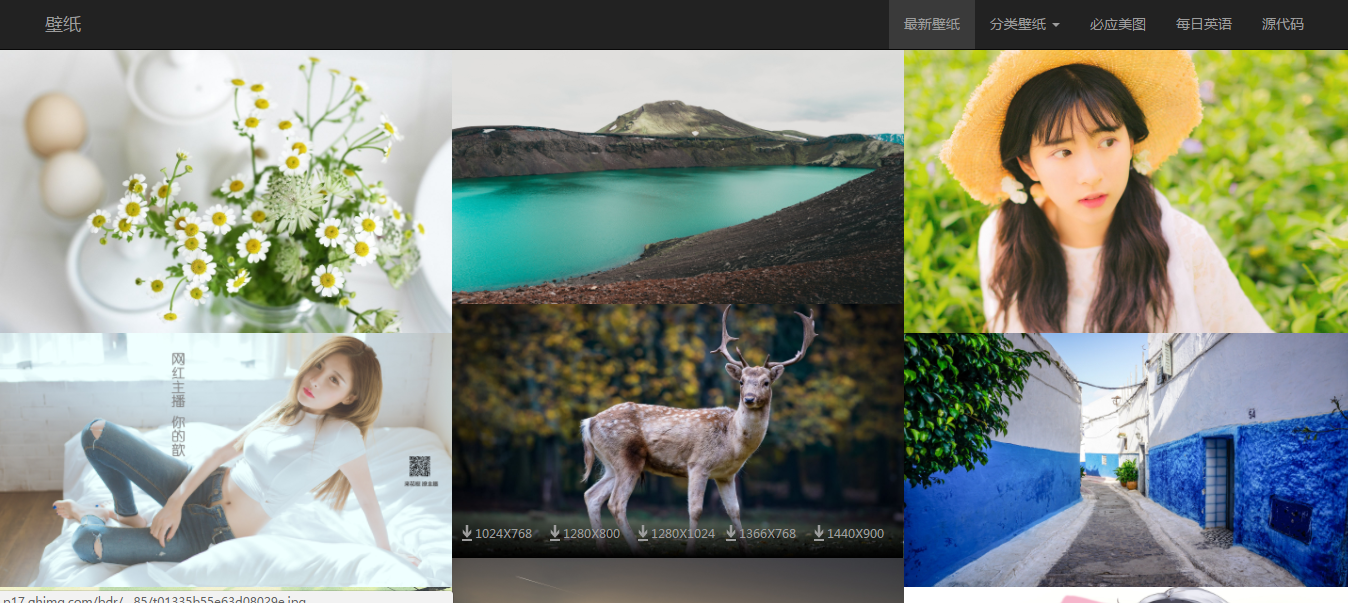 壁纸
最新壁纸 分类壁纸 必应美图 每日英语 源代码
网红主播 你的歆
1024X768 1280X800 1280X1024 1366X768 1440X900
p17.qhimg.com/bdr/...85/t01335b55e63d08029e.jpg